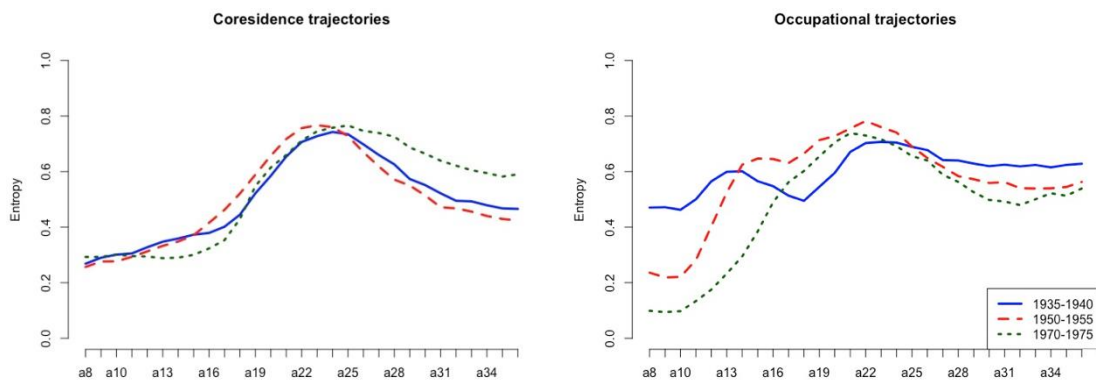 Coresidence trajectories
Entropy
1.0
0.8
0.6
0.4
0.2
0.0
a8 a10 a13 a16 a19 a22 a25 a28 a31 a34
Occupational trajectories
Entropy
1.0
0.8
0.6
0.4
0.2
0.0
a8 a10 a13 a16 a19 a22 a25 a28 a31 a34
1935-1940
1950-1955
1970-1975